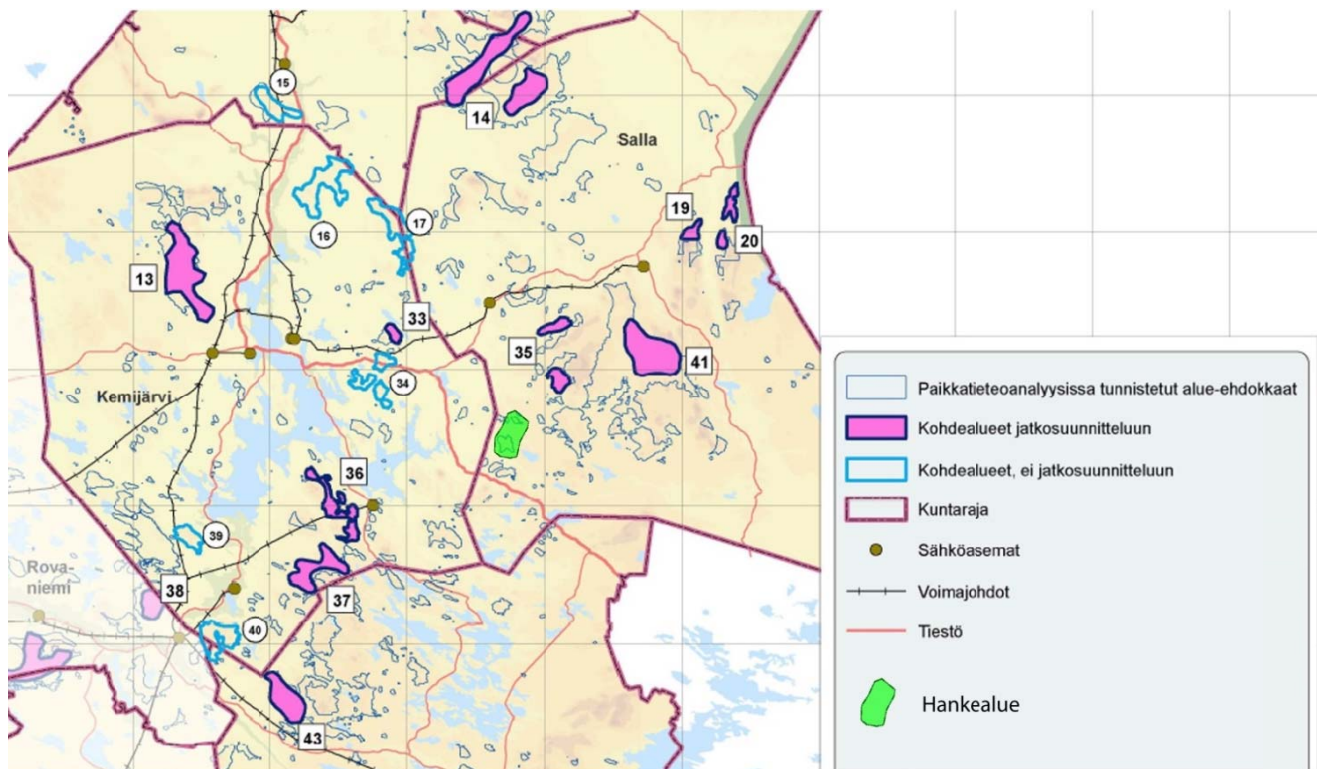 15
14
Salla
16
17
19
20
13
33
35
41
34
Kemijärvi
36
39
Rova-
niemi
38
37
40
43
Paikkatieteoanalyysissa tunnistetut alue-ehdokkaat
Kohdealueet jatkosuunnitteluun
Kohdealueet, ei jatkosuunnitteluun
Kuntaraja
Sähköasemat
Voimajohdot
Tiestö
Hankealue